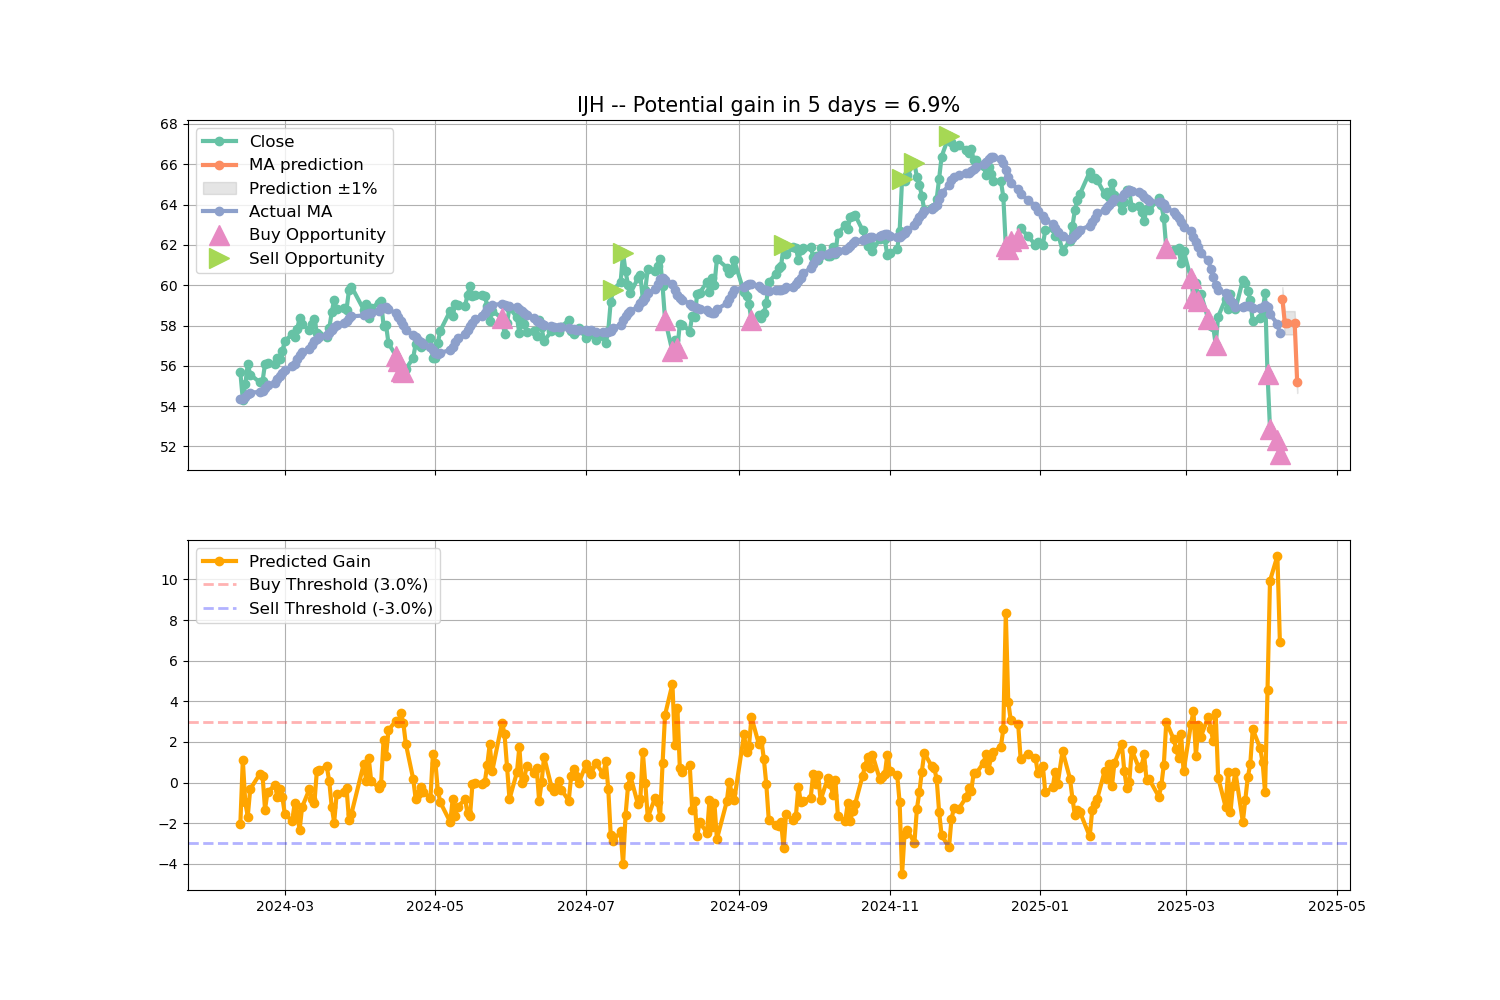 IJH -- Potential gain in 5 days = 6.9%
68
66
64
62
60
58
56
54
52
Close
MA prediction
Prediction ±1%
Actual MA
Buy Opportunity
Sell Opportunity
10
8
6
4
2
0
−2
−4
Predicted Gain
Buy Threshold (3.0%)
Sell Threshold (-3.0%)
2024-03
2024-05
2024-07
2024-09
2024-11
2025-01
2025-03
2025-05